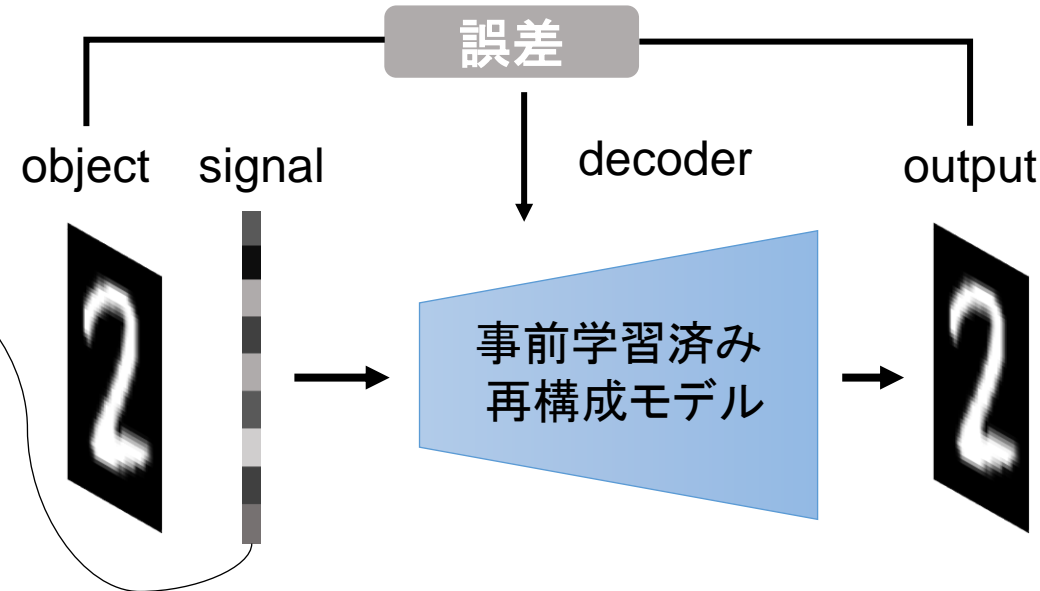 誤差
object
signal
decoder
output
事前学習済み
再構成モデル